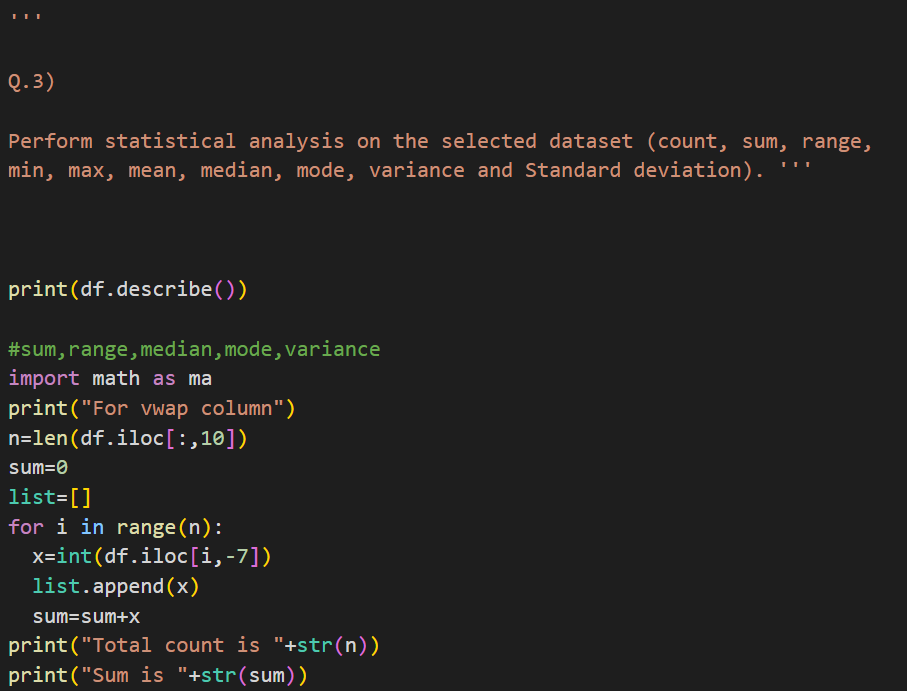 '''
Q.3)
Perform statistical analysis on the selected dataset (count, sum, range,
min, max, mean, median, mode, variance and Standard deviation). '''
print(df.describe())
#sum,range,median,mode,variance
import math as ma
print("For vwap column")
n=len(df.iloc[:,10])
sum=0
list=[]
for i in range(n):
  x=int(df.iloc[i,-7])
  list.append(x)
  sum=sum+x
print("Total count is "+str(n))
print("Sum is "+str(sum))